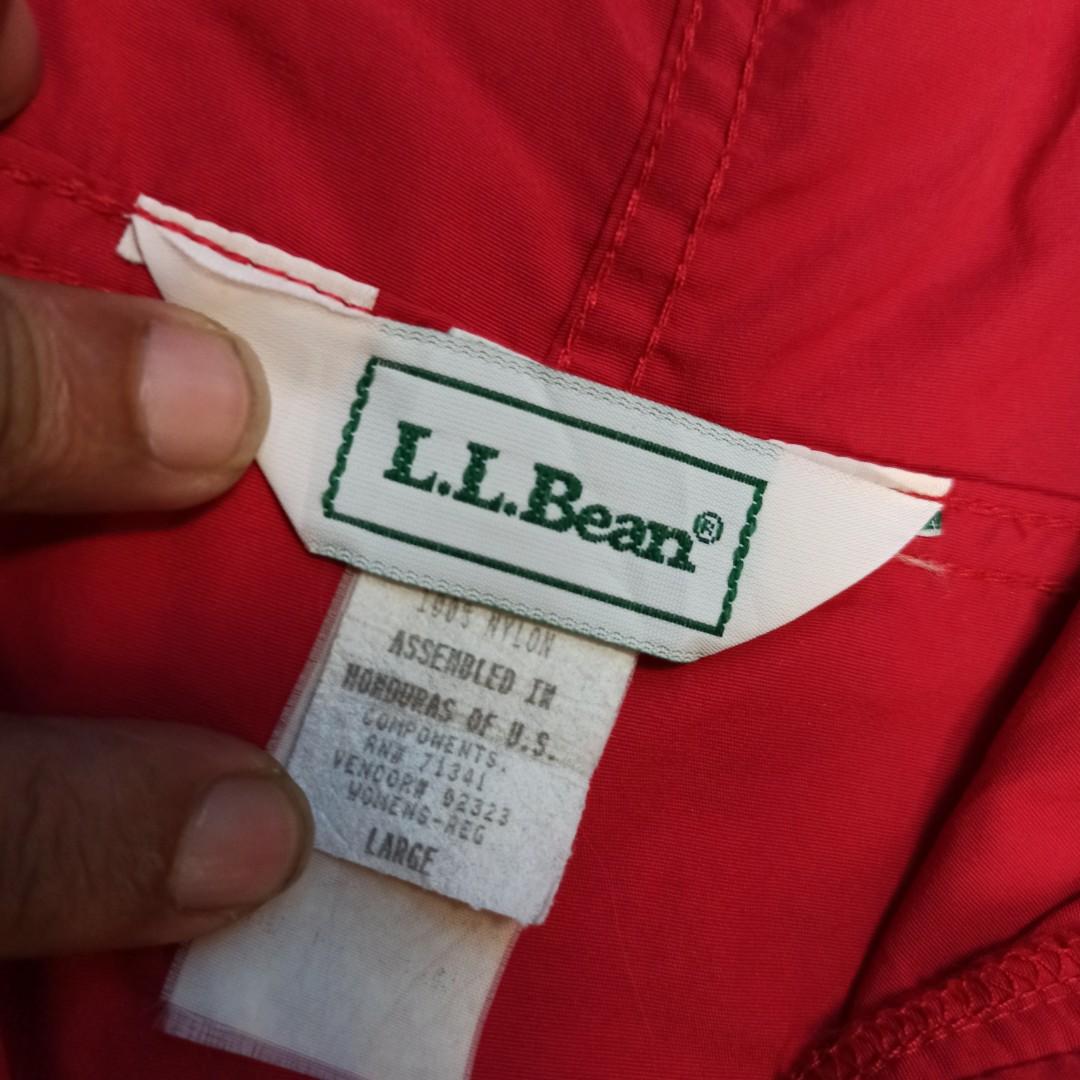 L.L.Bean®
100% NYLON
ASSEMBLED IN
HONDURAS OF U.S.
COMPONENTS.
RN# 71341
VENDOR# 02323
WOMENS-REG
LARGE